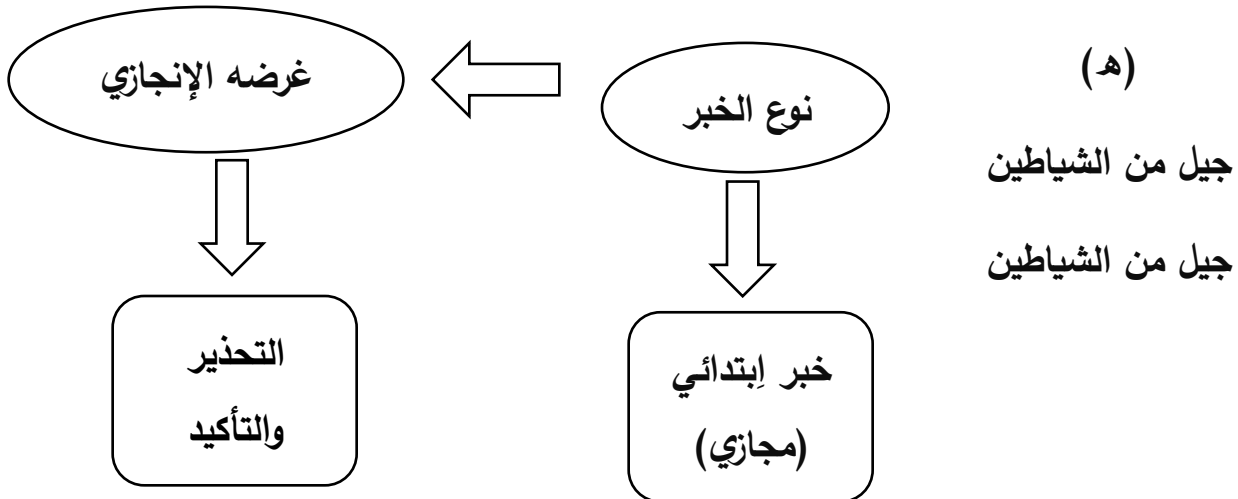 (هـ)
جيل من الشياطين
جيل من الشياطين
نوع الخبر
خبر إِبتدائي
(مجازي)
غرضه الإنجازي
التحذير
والتأكيد